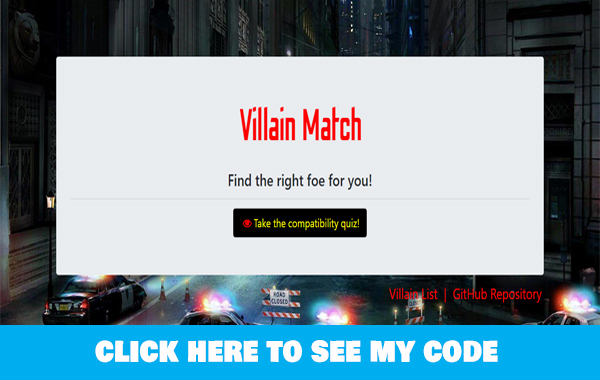 Villain Match
Find the right foe for you!
Take the compatibility quiz!
ROAD CLOSED
Villain List | GitHub Repository
CLICK HERE TO SEE MY CODE